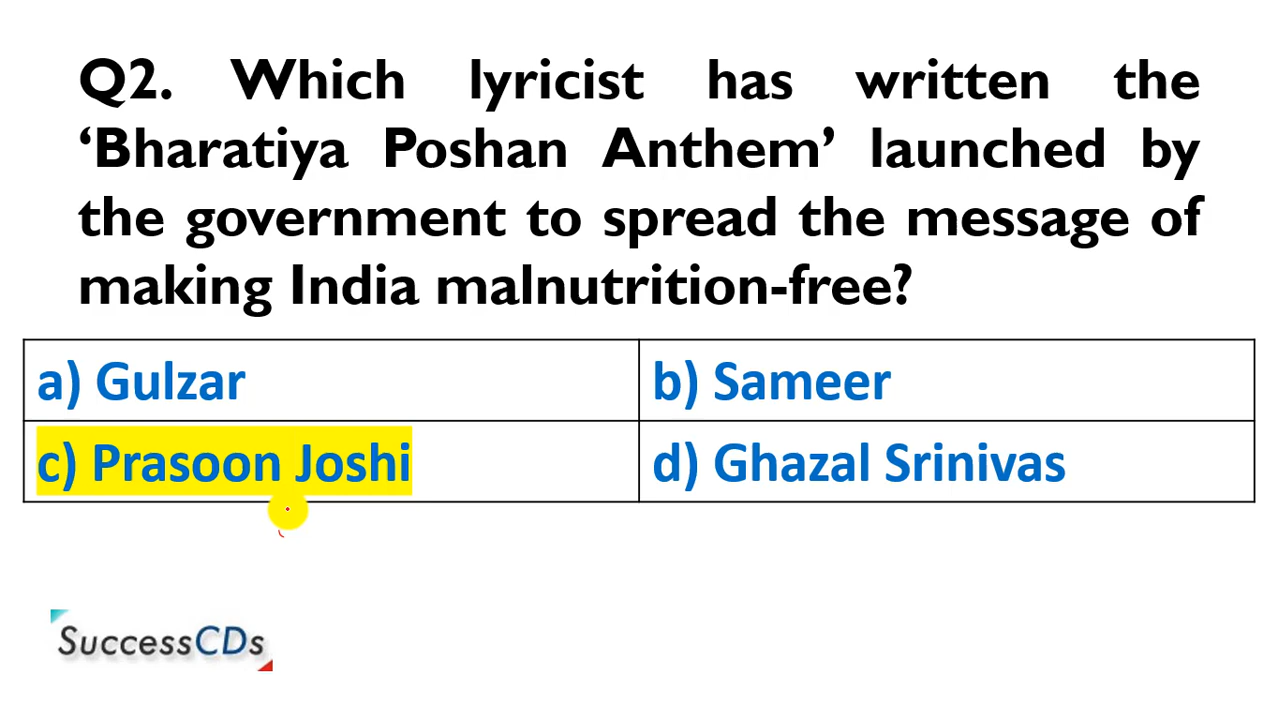 Q2. Which lyricist has written the
‘Bharatiya Poshan Anthem’ launched by
the government to spread the message of
making India malnutrition-free?
a) Gulzar
b) Sameer
c) Prasoon Joshi
d) Ghazal Srinivas
SuccessCDs